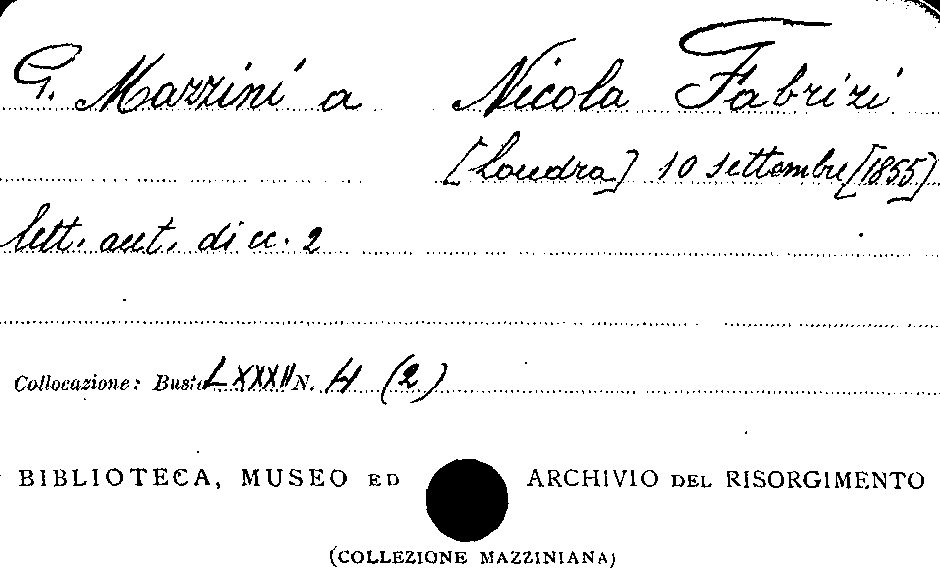 G. Mazzini a Nicola Fabrizi
[Londra] 10 settembre [1855]
lett. aut. di cc. 2
Collocazione: Busta LXXXII N. 4 (2)
BIBLIOTECA, MUSEO ED ARCHIVIO DEL RISORGIMENTO
(COLLEZIONE MAZZINIANA)